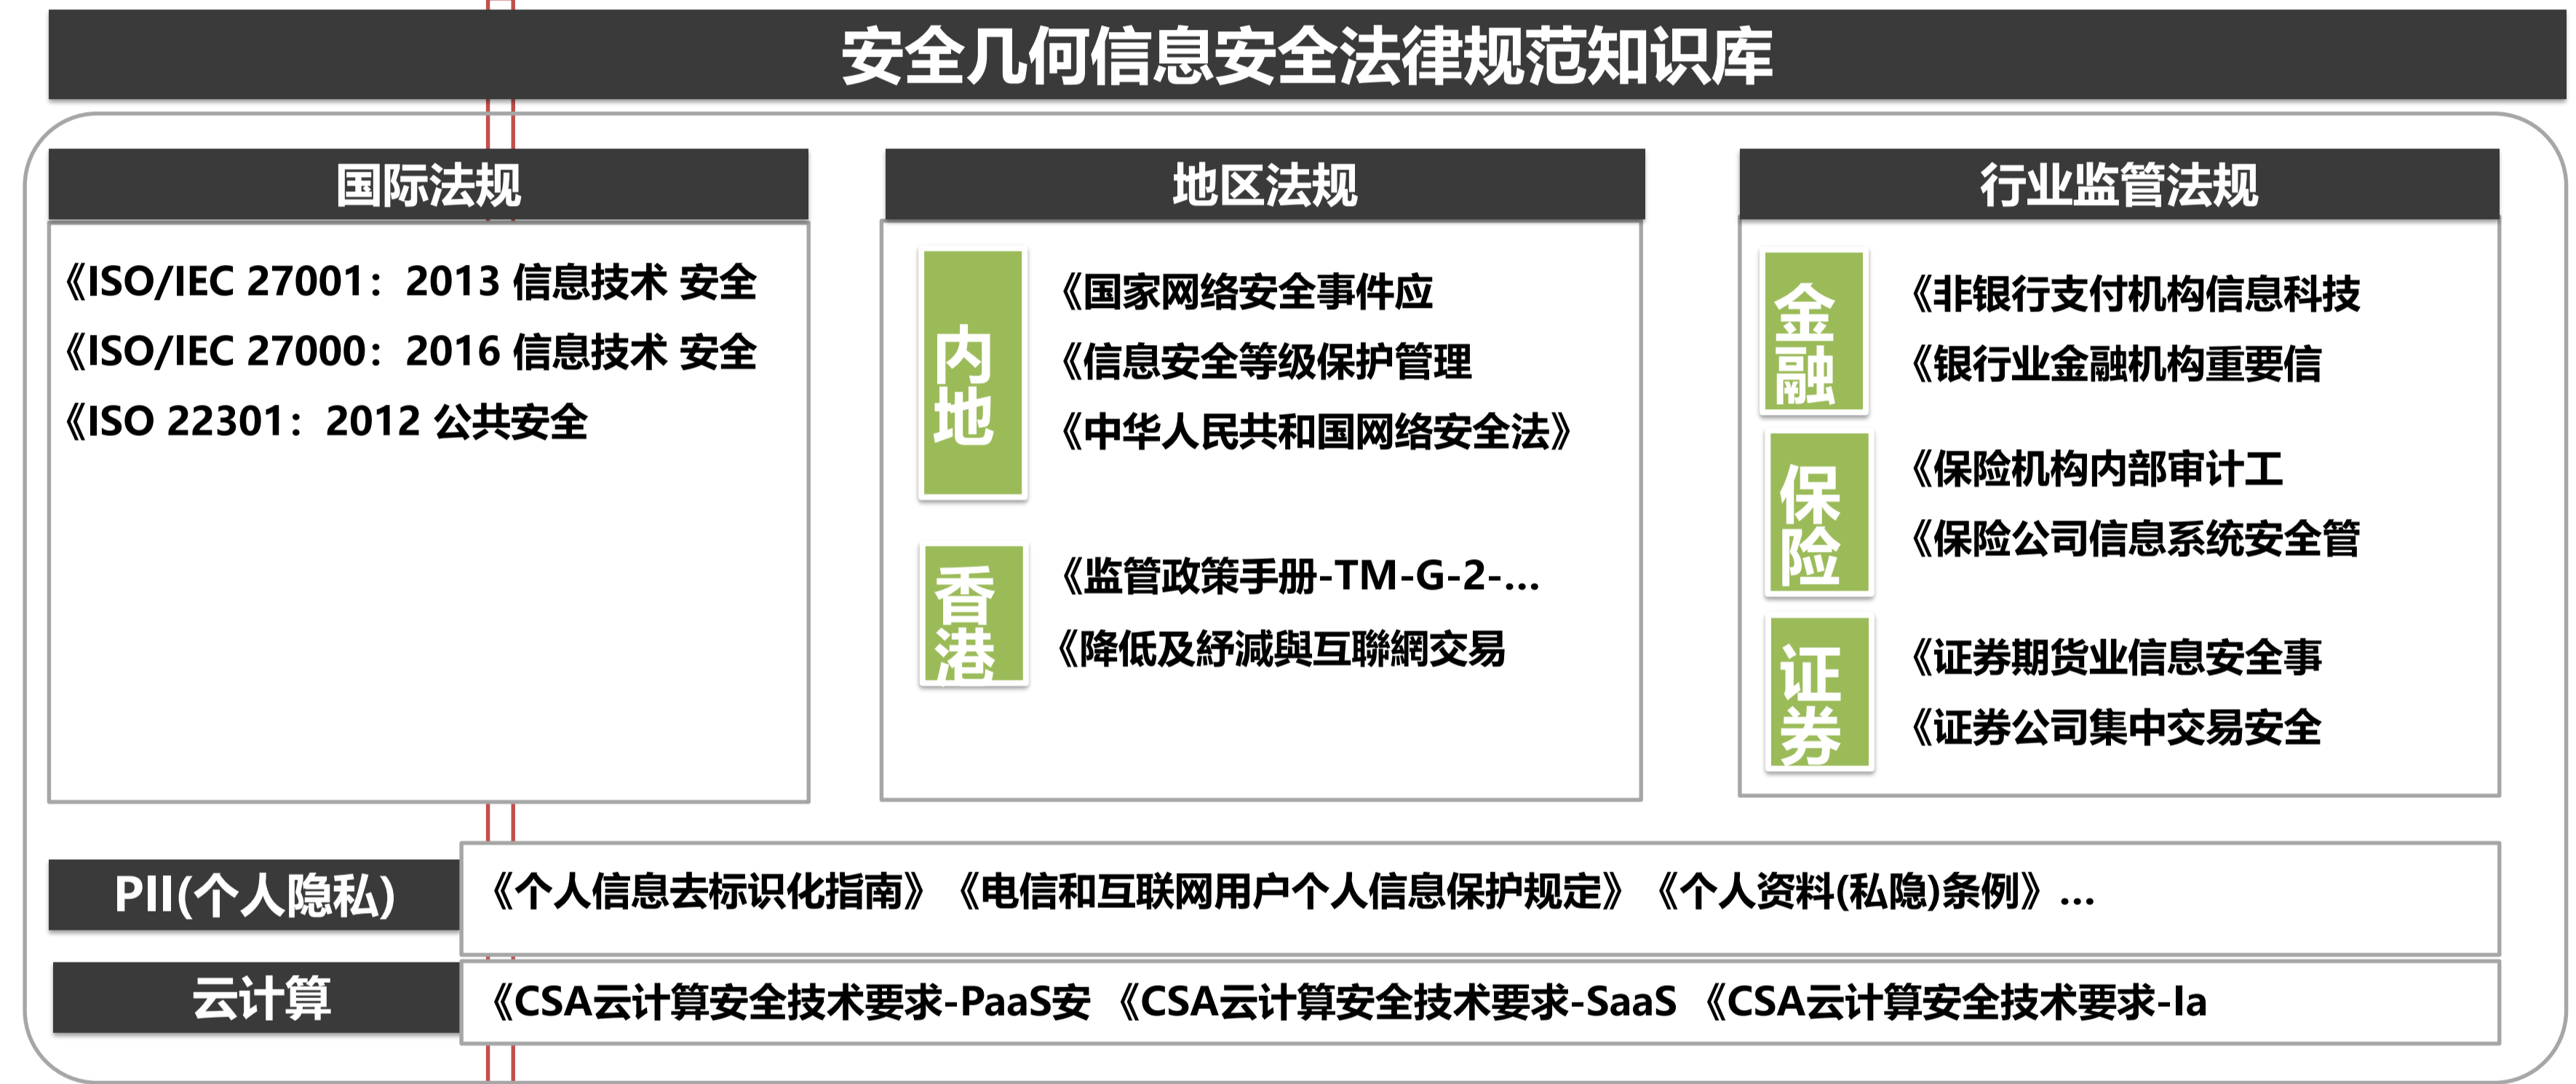 安全几何信息安全法律规范知识库
国际法规
《ISO/IEC 27001：2013 信息技术 安全
《ISO/IEC 27000：2016 信息技术 安全
《ISO 22301：2012 公共安全
地区法规
内地
《国家网络安全事件应
《信息安全等级保护管理
《中华人民共和国网络安全法》
香港
《监管政策手册-TM-G-2-...
《降低及紓減與互聯網交易
行业监管法规
金融
《非银行支付机构信息科技
《银行业金融机构重要信
保险
《保险机构内部审计工
《保险公司信息系统安全管
证券
《证券期货业信息安全事
《证券公司集中交易安全
PII(个人隐私)
《个人信息去标识化指南》《电信和互联网用户个人信息保护规定》《个人资料(私隐)条例》...
云计算
《CSA云计算安全技术要求-PaaS安 《CSA云计算安全技术要求-SaaS 《CSA云计算安全技术要求-Ia